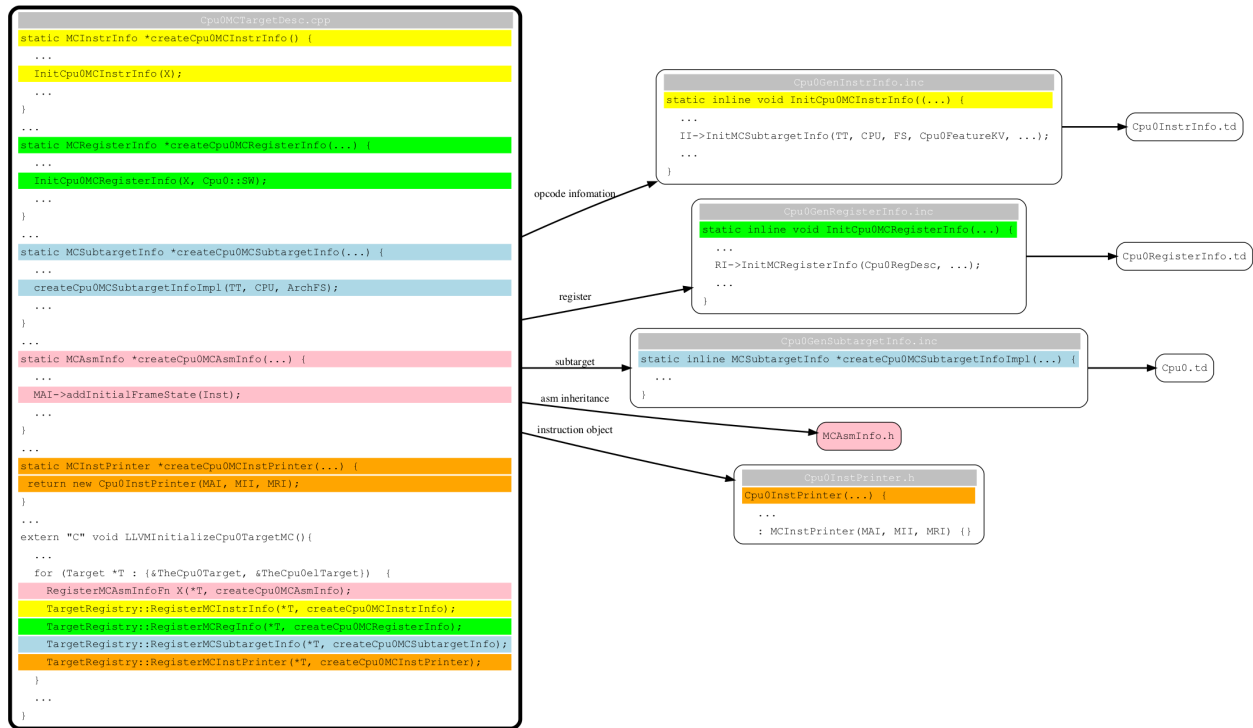 Cpu0MCTargetDesc.cpp
static MCInstrInfo *createCpu0MCInstrInfo() {
...
InitCpu0MCInstrInfo(X);
...
}
...
static MCRegisterInfo *createCpu0MCRegisterInfo(...) {
...
InitCpu0MCRegisterInfo(X, Cpu0::SW);
...
}
...
static MCSubtargetInfo *createCpu0MCSubtargetInfo(...) {
...
createCpu0MCSubtargetInfoImpl(TT, CPU, ArchFS);
...
}
...
static MCAsmInfo *createCpu0MCAsmInfo(...) {
...
MAI->addInitialFrameState(Inst);
...
}
...
static MCInstPrinter *createCpu0MCInstPrinter(...) {
return new Cpu0InstPrinter(MAI, MII, MRI);
}
...
extern "C" void LLVMInitializeCpu0TargetMC(){
...
for (Target *T : {&TheCpu0Target, &TheCpu0elTarget})  {
RegisterMCAsmInfoFn X(*T, createCpu0MCAsmInfo);
TargetRegistry::RegisterMCInstrInfo(*T, createCpu0MCInstrInfo);
TargetRegistry::RegisterMCRegInfo(*T, createCpu0MCRegisterInfo);
TargetRegistry::RegisterMCSubtargetInfo(*T, createCpu0MCSubtargetInfo);
TargetRegistry::RegisterMCInstPrinter(*T, createCpu0MCInstPrinter);
}
...
}
opcode infomation
register
subtarget
asm inheritance
instruction object
Cpu0GenInstrInfo.inc
static inline void InitCpu0MCInstrInfo((...) {
...
II->InitMCSubtargetInfo(TT, CPU, FS, Cpu0FeatureKV, ...);
...
}
Cpu0InstrInfo.td
Cpu0GenRegisterInfo.inc
static inline void InitCpu0MCRegisterInfo(...) {
...
RI->InitMCRegisterInfo(Cpu0RegDesc, ...);
...
}
Cpu0RegisterInfo.td
Cpu0GenSubtargetInfo.inc
static inline MCSubtargetInfo *createCpu0MCSubtargetInfoImpl(...) {
...
}
Cpu0.td
MCAsmInfo.h
Cpu0InstPrinter.h
Cpu0InstPrinter(...) {
...
: MCInstPrinter(MAI, MII, MRI) {}